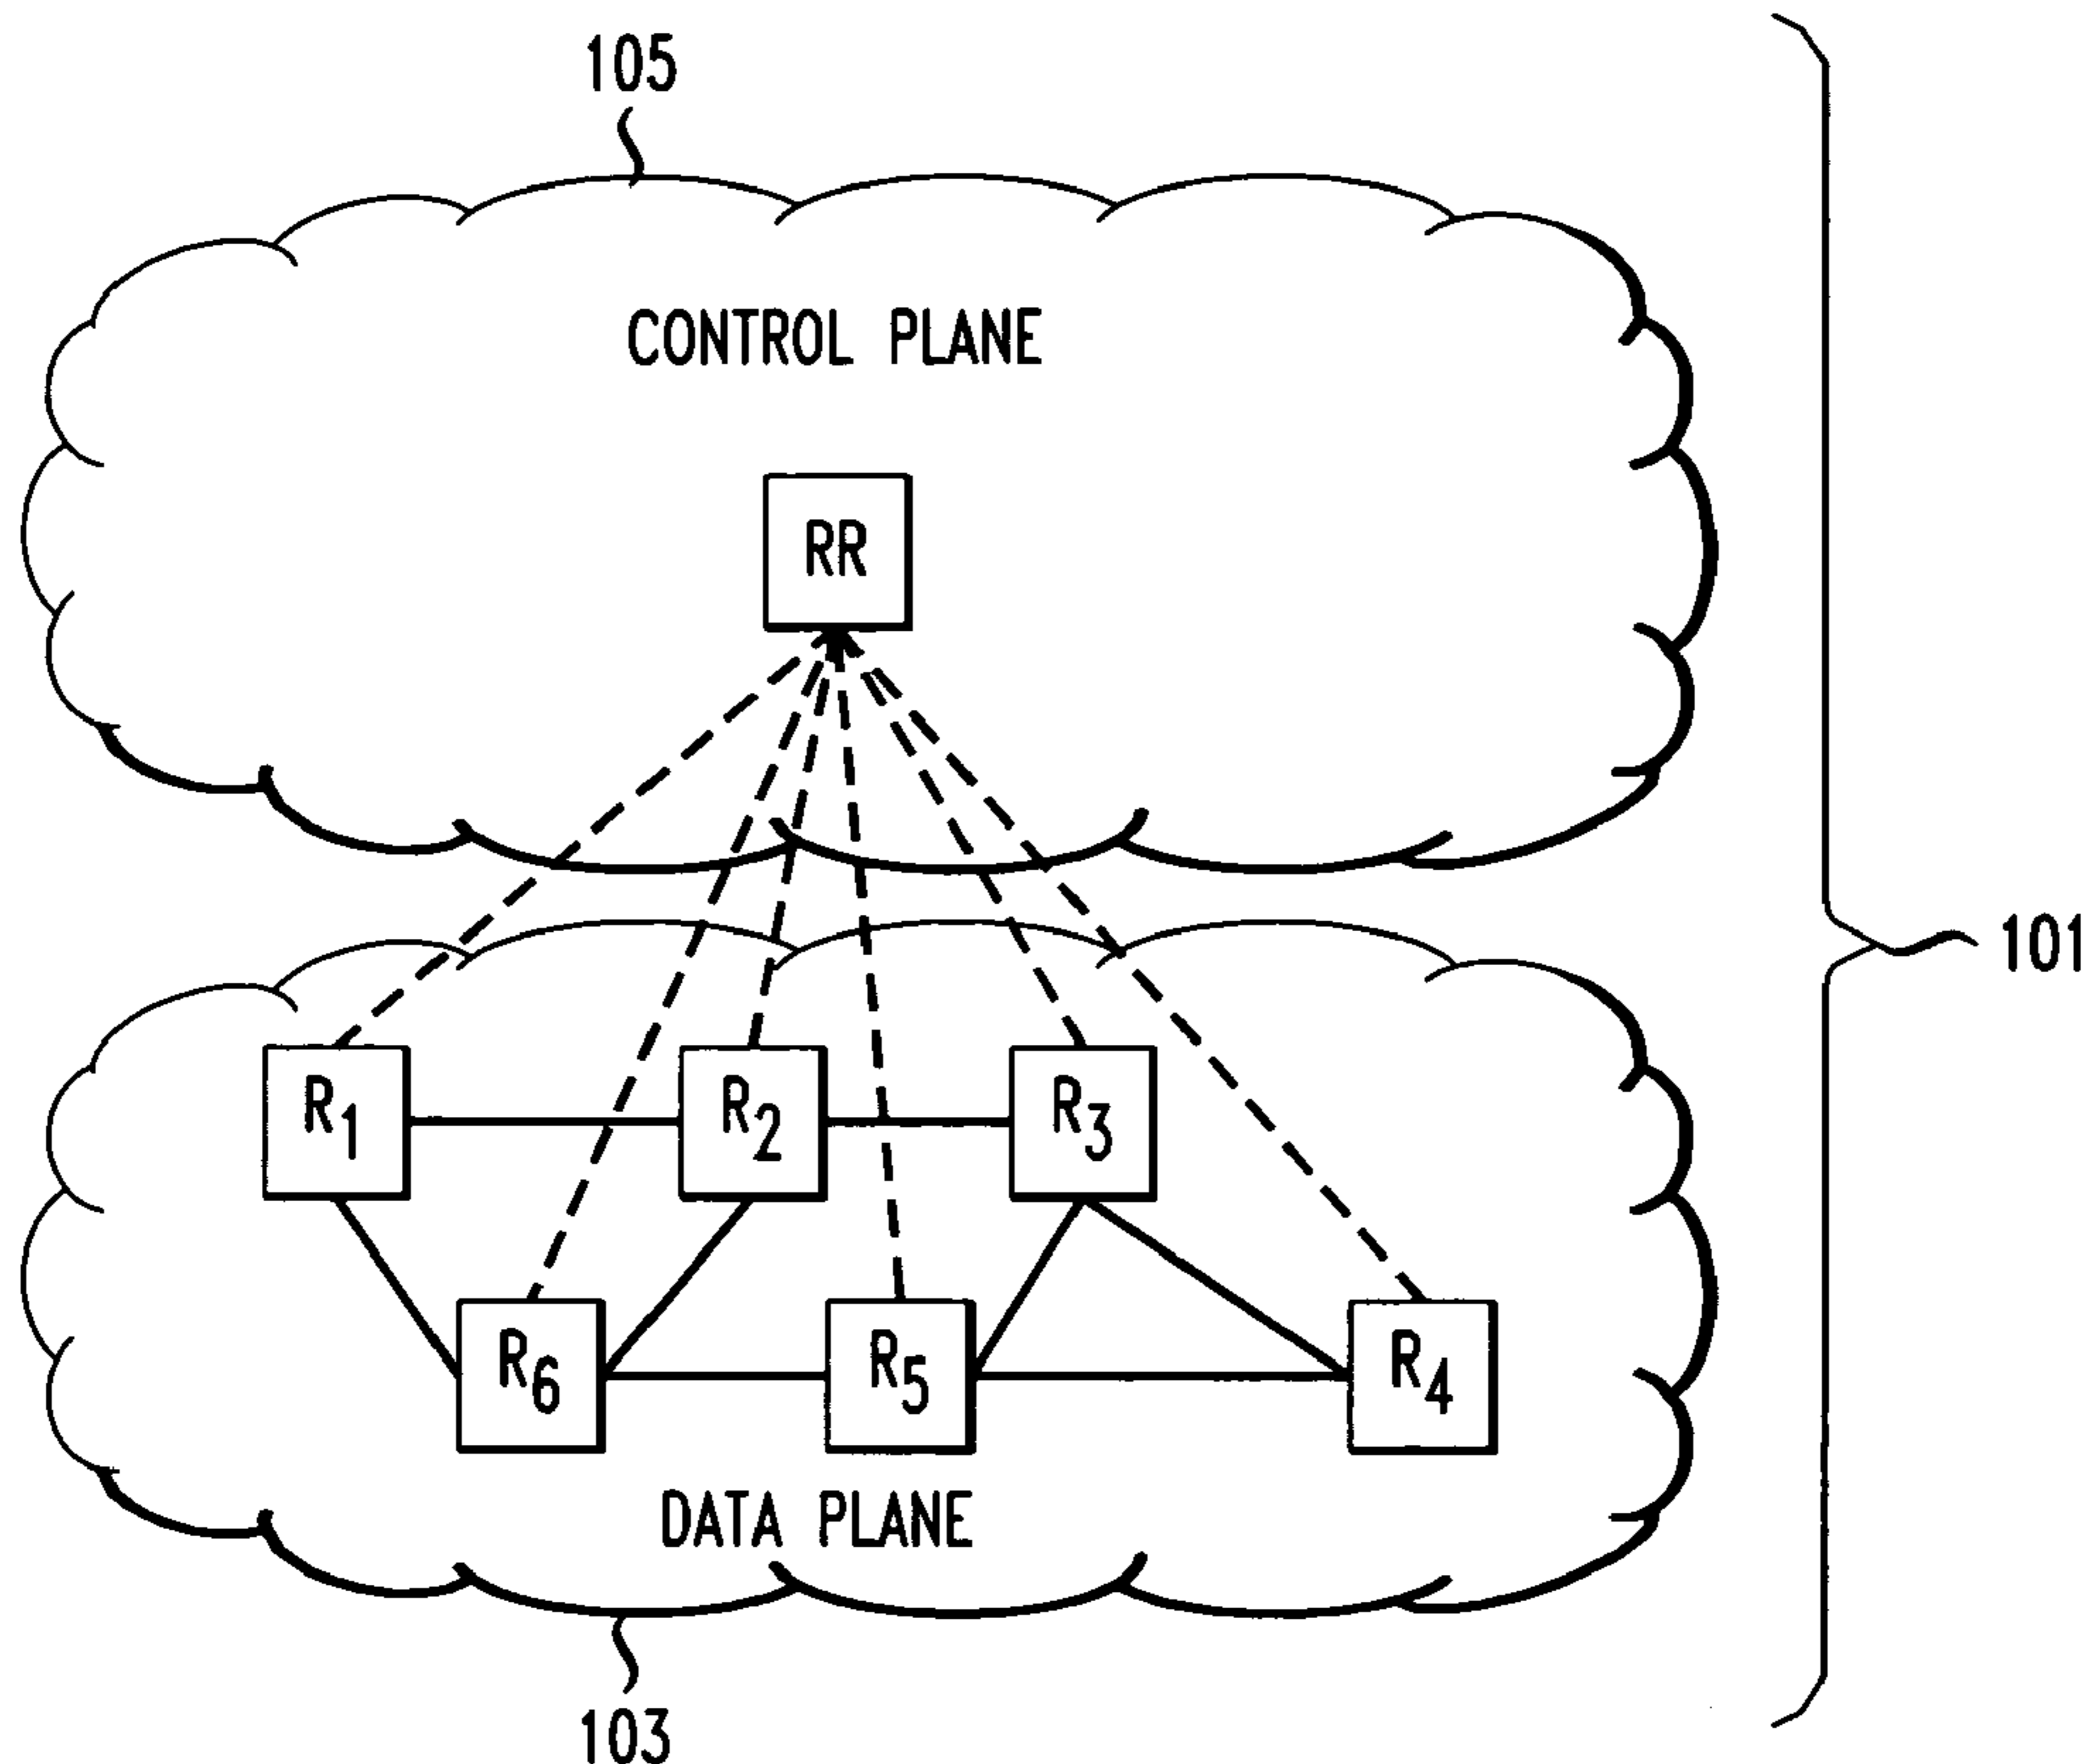 105
CONTROL PLANE
RR
101
R1
R2
R3
R6
R5
R4
DATA PLANE
103